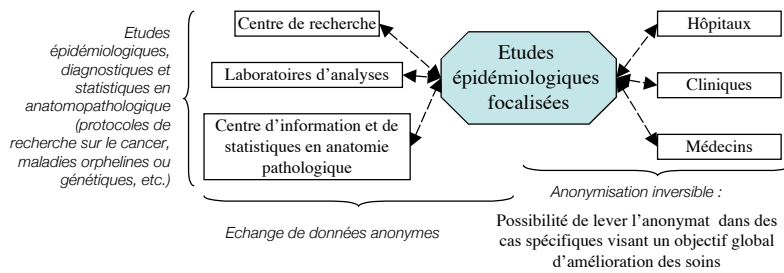 Etudes
épidémiologiques,
diagnostiques et
statistiques en
anatomopathologique
(protocoles de
recherche sur le cancer,
maladies orphelines ou
génétiques, etc.)
Centre de recherche
Laboratoires d'analyses
Centre d'information et de
statistiques en anatomie
pathologique
Etudes
épidémiologiques
focalisées
Hôpitaux
Cliniques
Médecins
Echange de données anonymes
Anonymisation inversible :
Possibilité de lever l'anonymat dans des
cas spécifiques visant un objectif global
d'amélioration des soins